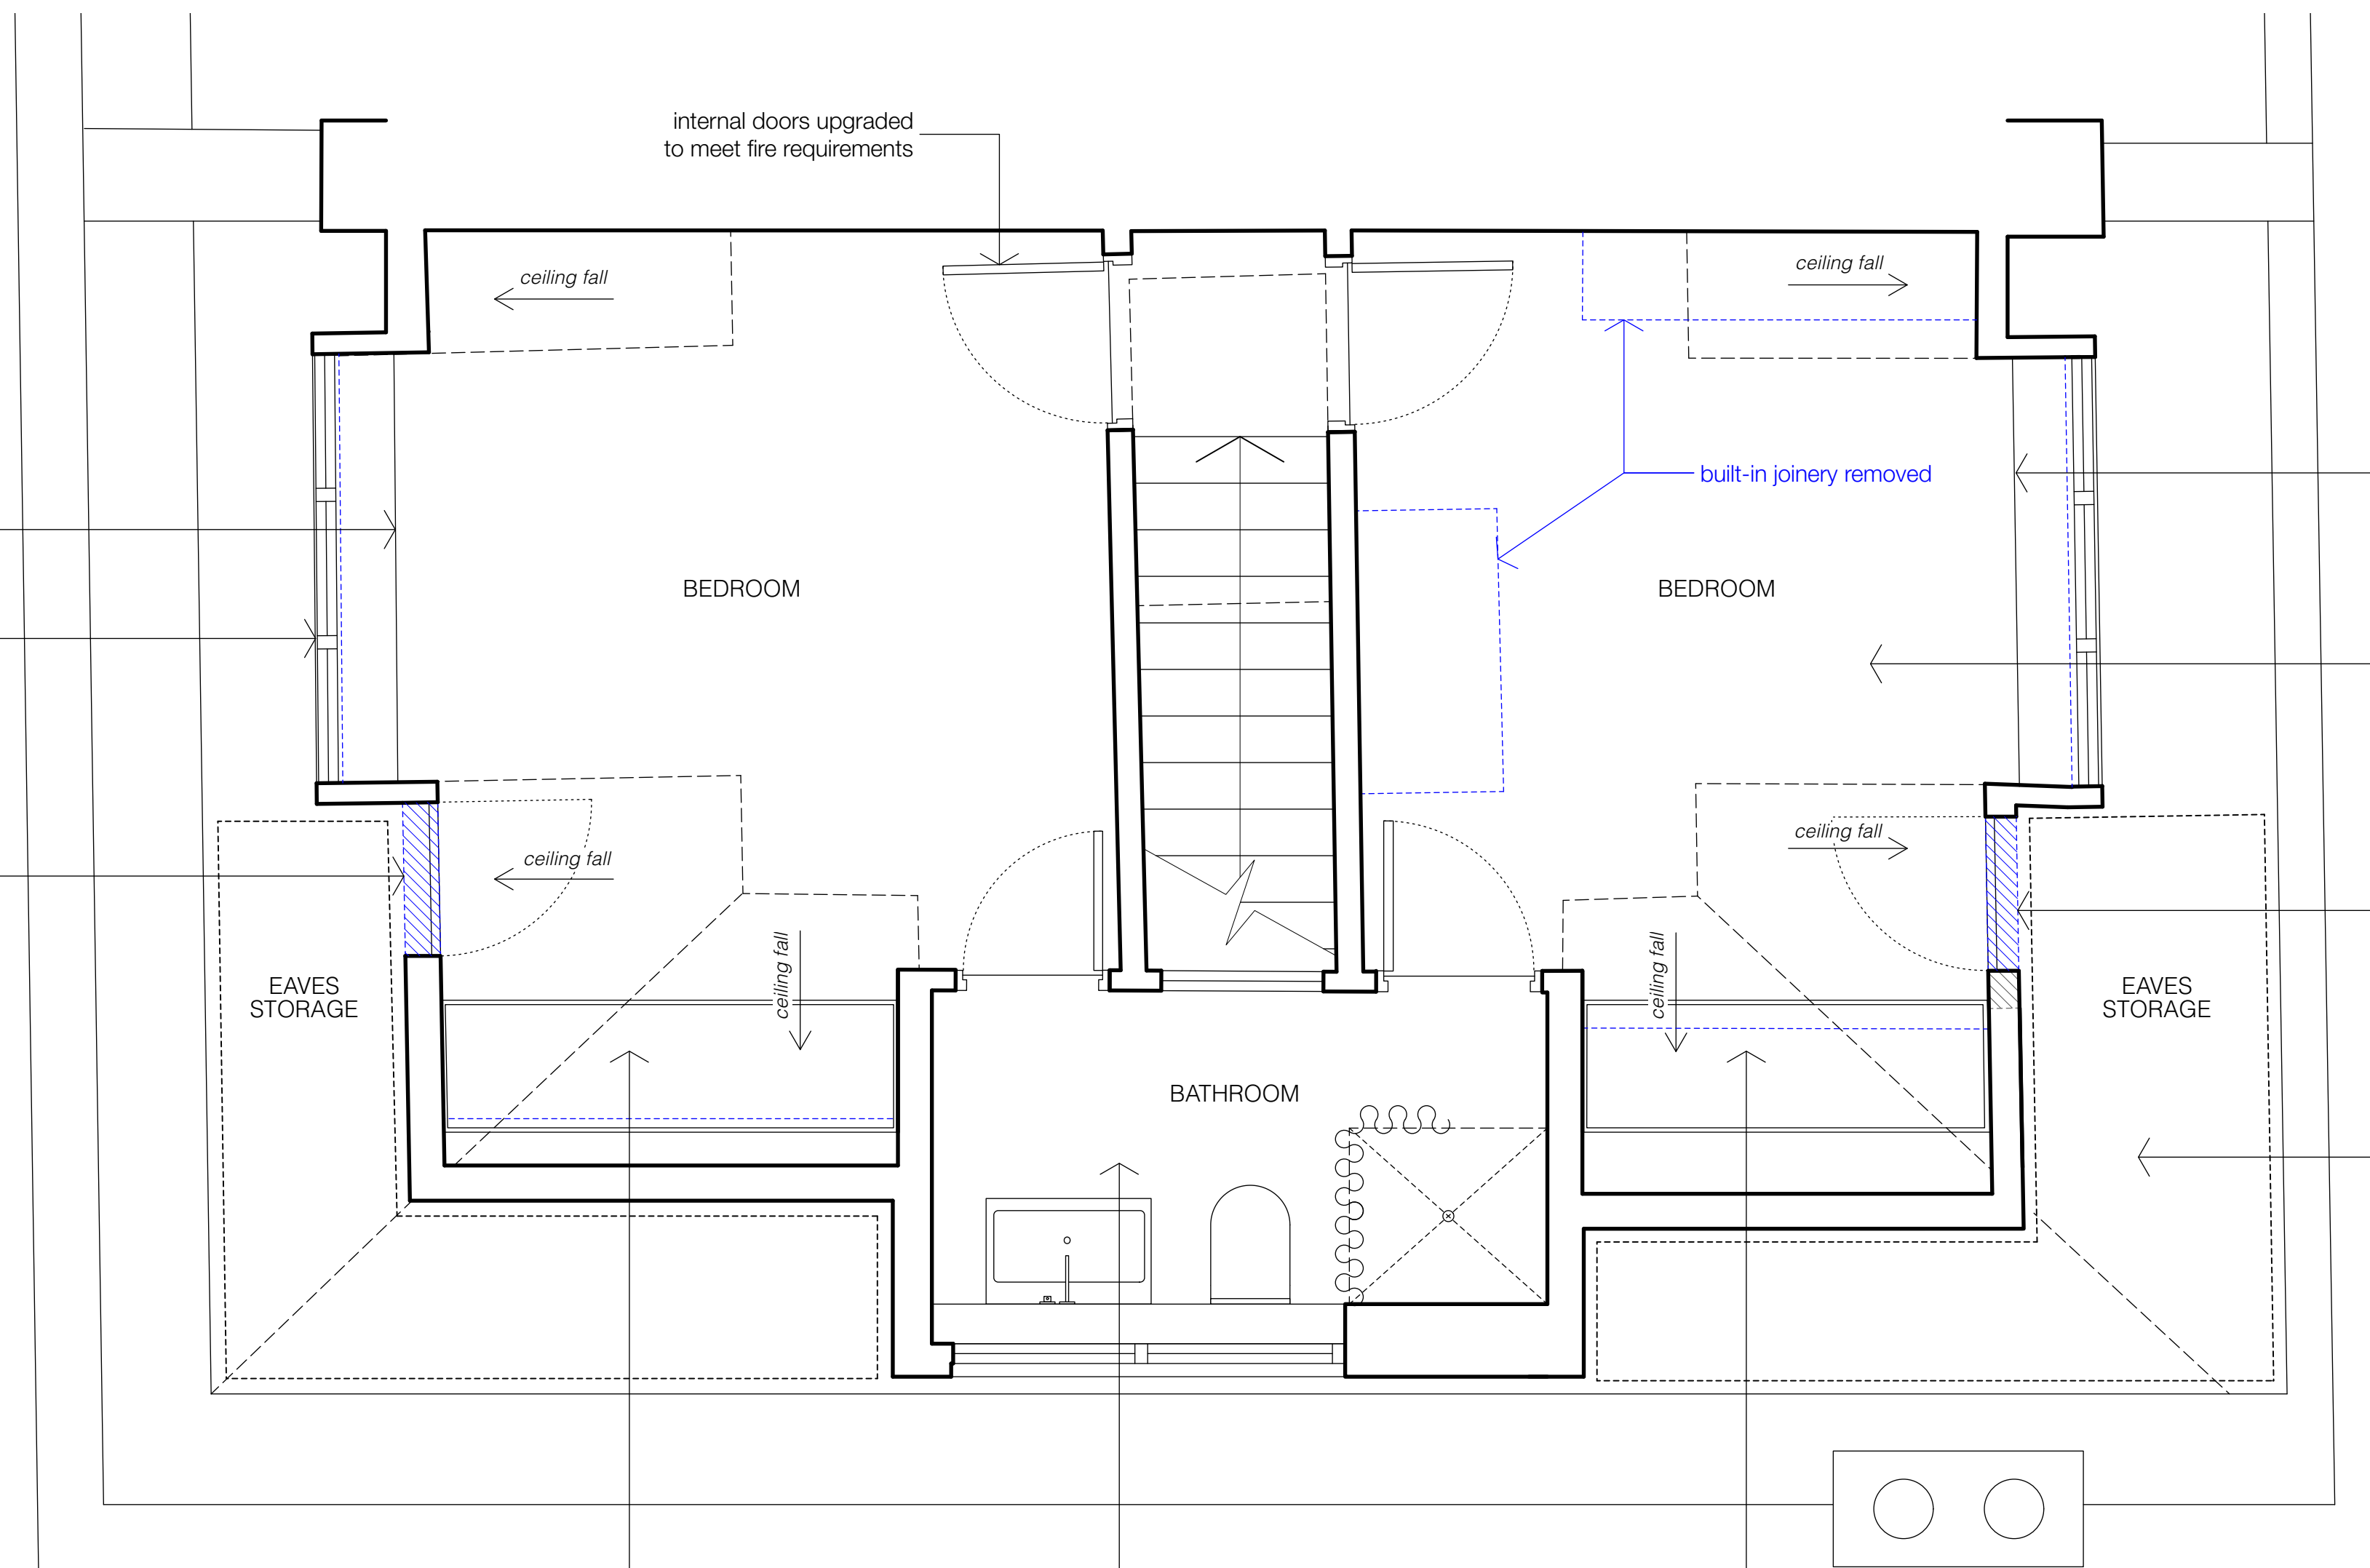 internal doors upgraded
to meet fire requirements
ceiling fall
ceiling fall
built-in joinery removed
BEDROOM
BEDROOM
ceiling fall
ceiling fall
ceiling fall
ceiling fall
EAVES
STORAGE
EAVES
STORAGE
BATHROOM